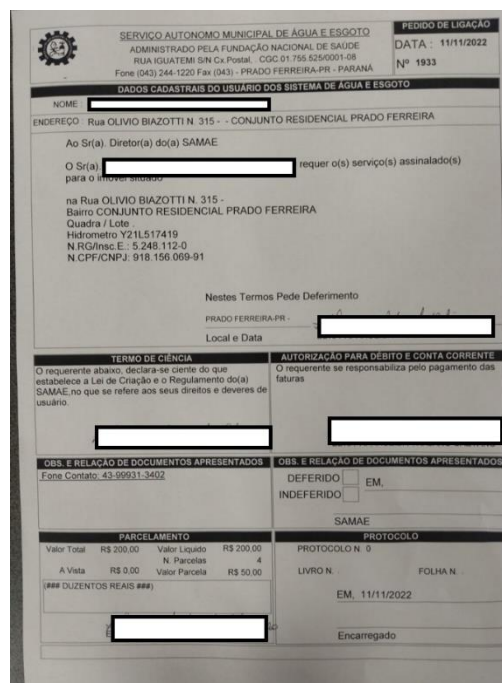 SERVIÇO AUTONOMO MUNICIPAL DE ÁGUA E ESGOTO
ADMINISTRADO PELA FUNDAÇÃO NACIONAL DE SAÚDE
RUA IGUATEMI S/N Cx.Postal, CGC 01.755.525/0001-08
Fone (043) 244-1220 Fax (043) - PRADO FERREIRA-PR - PARANÁ
PEDIDO DE LIGAÇÃO
DATA : 11/11/2022
Nº 1933
DADOS CADASTRAIS DO USUÁRIO DOS SISTEMA DE ÁGUA E ESGOTO
NOME :
ENDEREÇO Rua OLIVIO BIAZOTTI N. 315 - - CONJUNTO RESIDENCIAL PRADO FERREIRA
Ao Sr(a). Diretor(a) do(a) SAMAE
O Sr(a). requer o(s) serviço(s) assinalado(s)
para o imóvel situado
na Rua OLIVIO BIAZOTTI N. 315 -
Bairro CONJUNTO RESIDENCIAL PRADO FERREIRA
Quadra / Lote .
Hidrometro Y21L517419
N.RG/Insc.E.: 5.248.112-0
N.CPF/CNPJ: 918.156.069-91
Nestes Termos Pede Deferimento
PRADO FERREIRA-PR -
Local e Data
TERMO DE CIÊNCIA
O requerente abaixo, declara-se ciente do que
estabelece a Lei de Criação e o Regulamento do(a)
SAMAE,no que se refere aos seus direitos e deveres de
usuário.
AUTORIZAÇÃO PARA DÉBITO E CONTA CORRENTE
O requerente se responsabiliza pelo pagamento das
faturas
OBS. E RELAÇÃO DE DOCUMENTOS APRESENTADOS
Fone Contato: 43-99931-3402
OBS. E RELAÇÃO DE DOCUMENTOS APRESENTADOS
DEFERIDO EM,
INDEFERIDO
SAMAE
PARCELAMENTO
Valor Total R$ 200,00 Valor Liquido R$ 200,00
N. Parcelas 4
A Vista R$ 0,00 Valor Parcela R$ 50,00
(### DUZENTOS REAIS ###)
PROTOCOLO
PROTOCOLO N. 0
LIVRO N. FOLHA N.
EM, 11/11/2022
Encarregado